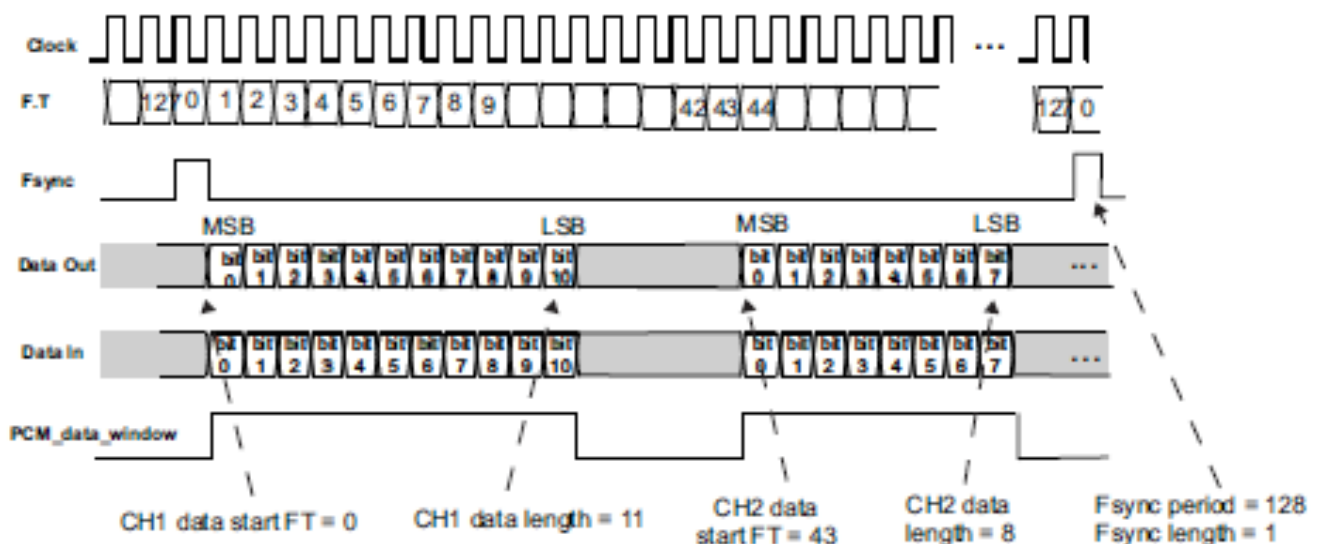 Clock ...
F.T 127 0 1 2 3 4 5 6 7 8 9 42 43 44 127 0
Fsync
MSB LSB MSB LSB
Data Out bit 0 bit 1 bit 2 bit 3 bit 4 bit 5 bit 6 bit 7 bit 8 bit 9 bit 10 bit 0 bit 1 bit 2 bit 3 bit 4 bit 5 bit 6 bit 7 ...
Data In bit 0 bit 1 bit 2 bit 3 bit 4 bit 5 bit 6 bit 7 bit 8 bit 9 bit 10 bit 0 bit 1 bit 2 bit 3 bit 4 bit 5 bit 6 bit 7 ...
PCM_data_window
CH1 data start FT = 0
CH1 data length = 11
CH2 data
start FT = 43
CH2 data
length = 8
Fsync period = 128
Fsync length = 1